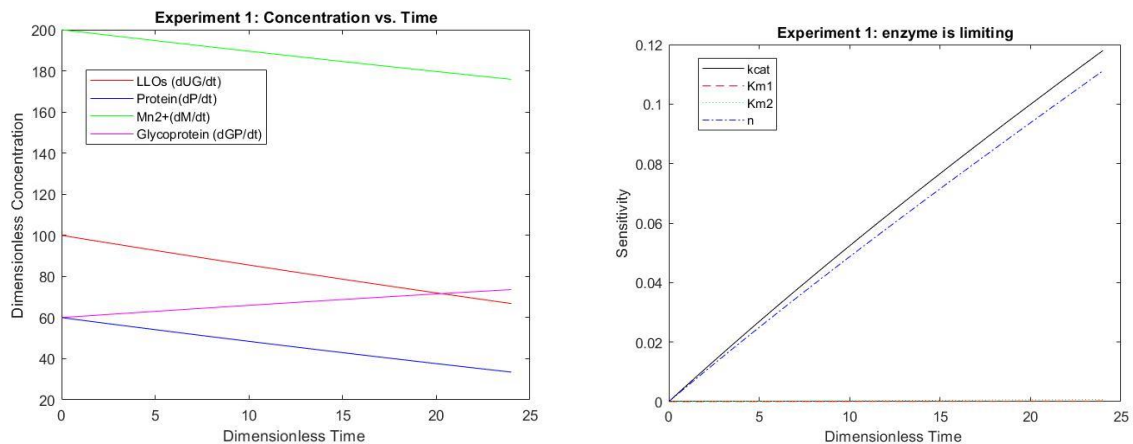 Experiment 1: Concentration vs. Time
200
180
160
140
120
100
80
60
40
20
Dimensionless Concentration
LLOs (dUG/dt)
Protein(dP/dt)
Mn2+(dM/dt)
Glycoprotein (dGP/dt)
0 5 10 15 20 25
Dimensionless Time
Experiment 1: enzyme is limiting
0.12
0.1
0.08
0.06
0.04
0.02
0
Sensitivity
kcat
Km1
Km2
n
0 5 10 15 20 25
Dimensionless Time